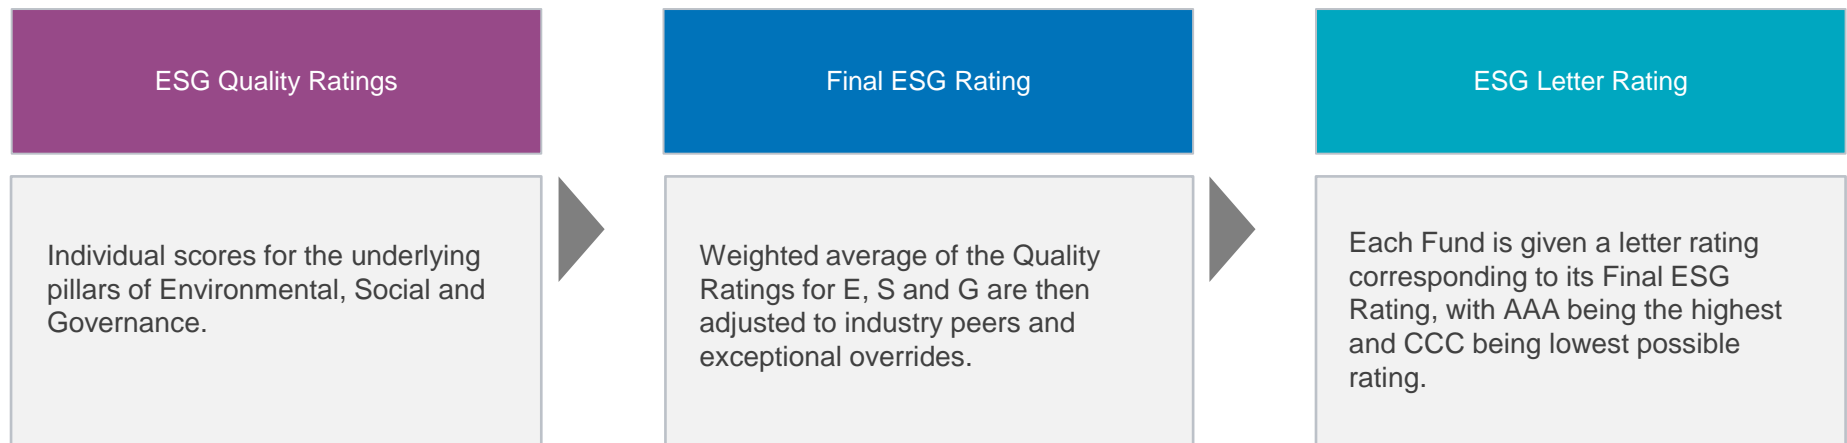 ESG Quality Ratings
Final ESG Rating
ESG Letter Rating
Individual scores for the underlying
pillars of Environmental, Social and
Governance.
Weighted average of the Quality
Ratings for E, S and G are then
adjusted to industry peers and
exceptional overrides.
Each Fund is given a letter rating
corresponding to its Final ESG
Rating, with AAA being the highest
and CCC being lowest possible
rating.